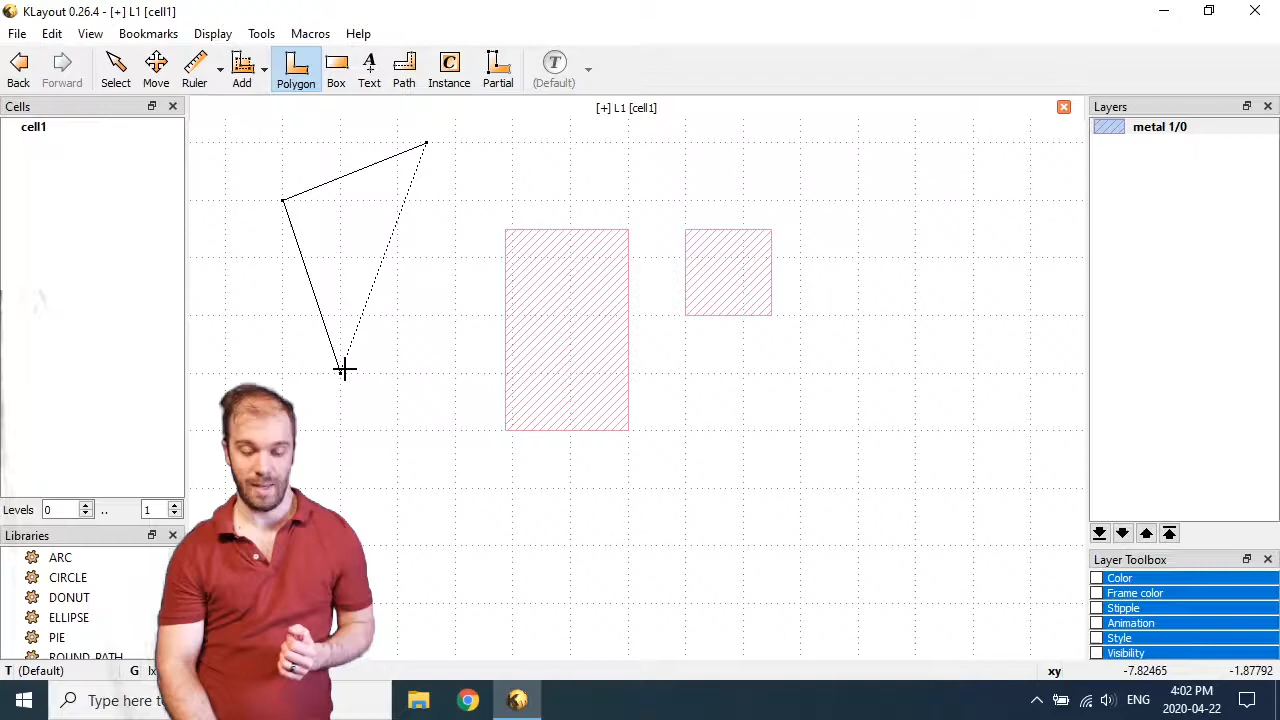 KLayout 0.26.4 - [+] L1 [cell1]
File Edit View Bookmarks Display Tools Macros Help
Back Forward Select Move Ruler Add Polygon Box Text Path Instance Partial (Default)
Cells
[+] L1 [cell1]
Layers
cell1
metal 1/0
Levels 0 .. 1
Libraries
Layer Toolbox
ARC
CIRCLE
DONUT
ELLIPSE
PIE
ROUND_PATH
Color
Frame color
Stipple
Animation
Style
Visibility
T (Default) G xy -7.82465 -1.87792
Type here ENG 4:02 PM
2020-04-22